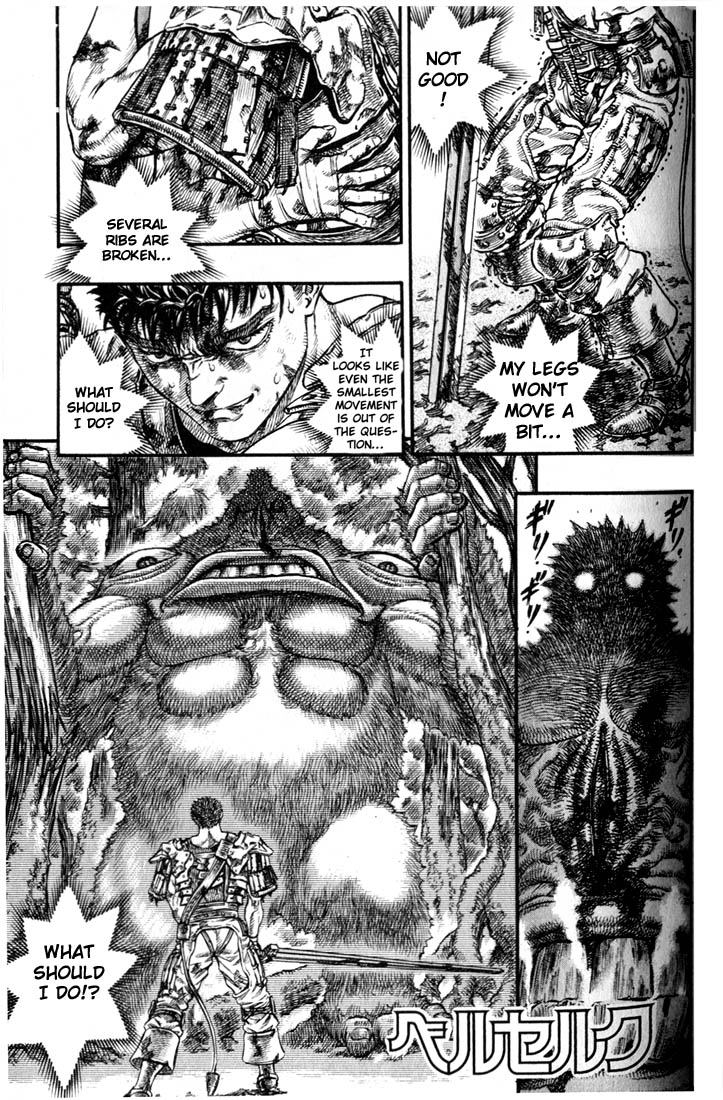 NOT
GOOD
!
MY LEGS
WON'T
MOVE A
BIT...
SEVERAL
RIBS ARE
BROKEN...
IT
LOOKS LIKE
EVEN THE
SMALLEST
MOVEMENT
IS OUT OF
THE QUES-
TION...
WHAT
SHOULD
I DO?
ギリ
ギリ
ギリ
WHAT
SHOULD
I DO!?
ベルセルク